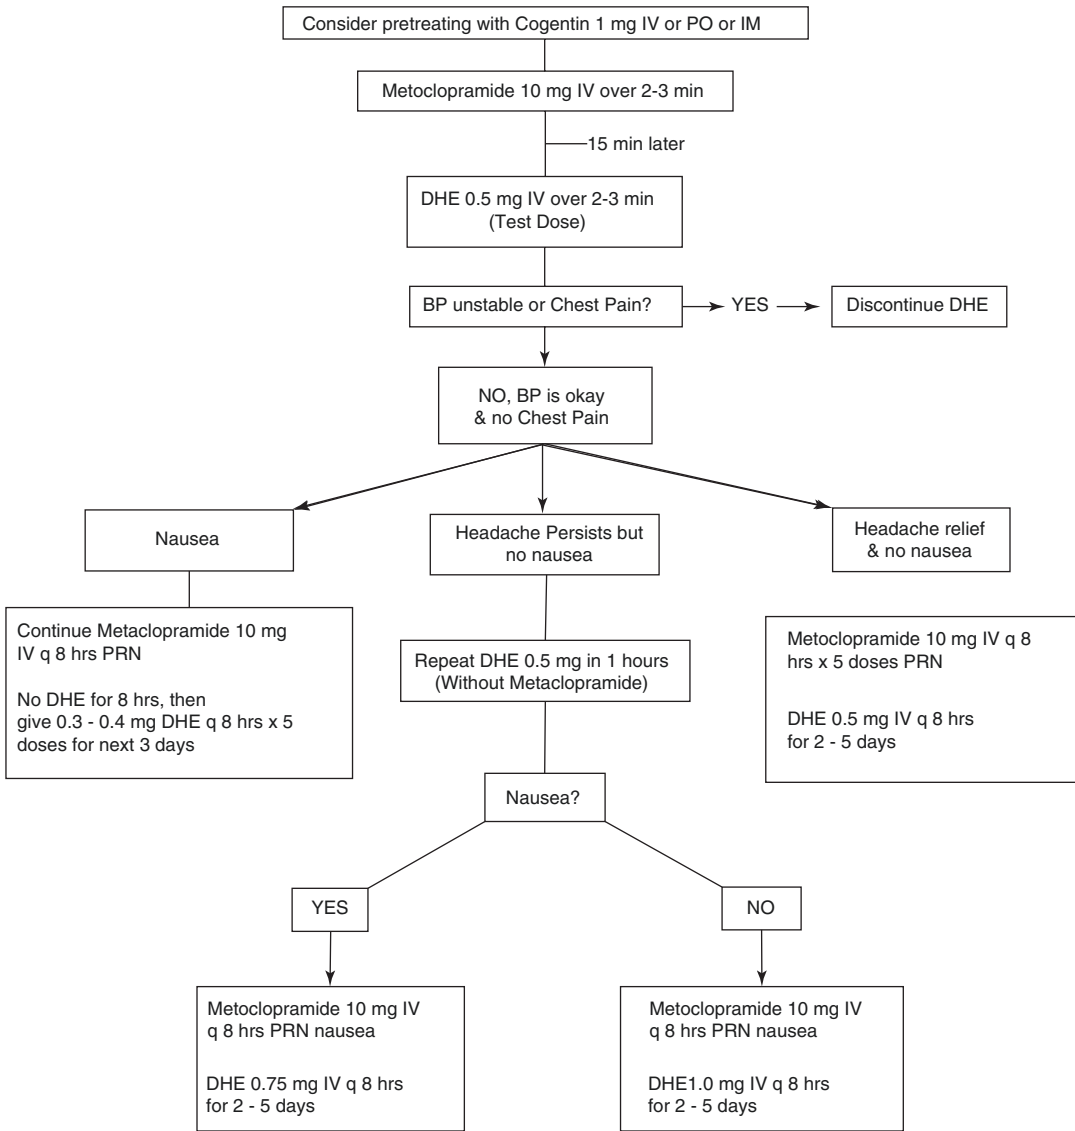 Consider pretreating with Cogentin 1 mg IV or PO or IM
Metoclopramide 10 mg IV over 2-3 min
15 min later
DHE 0.5 mg IV over 2-3 min
(Test Dose)
BP unstable or Chest Pain?
YES
Discontinue DHE
NO, BP is okay
& no Chest Pain
Nausea
Headache Persists but
no nausea
Headache relief
& no nausea
Continue Metaclopramide 10 mg
IV q 8 hrs PRN
No DHE for 8 hrs, then
give 0.3 - 0.4 mg DHE q 8 hrs x 5
doses for next 3 days
Repeat DHE 0.5 mg in 1 hours
(Without Metaclopramide)
Metoclopramide 10 mg IV q 8
hrs x 5 doses PRN
DHE 0.5 mg IV q 8 hrs
for 2 - 5 days
Nausea?
YES
NO
Metoclopramide 10 mg IV
q 8 hrs PRN nausea
DHE 0.75 mg IV q 8 hrs
for 2 - 5 days
Metoclopramide 10 mg IV
q 8 hrs PRN nausea
DHE1.0 mg IV q 8 hrs
for 2 - 5 days